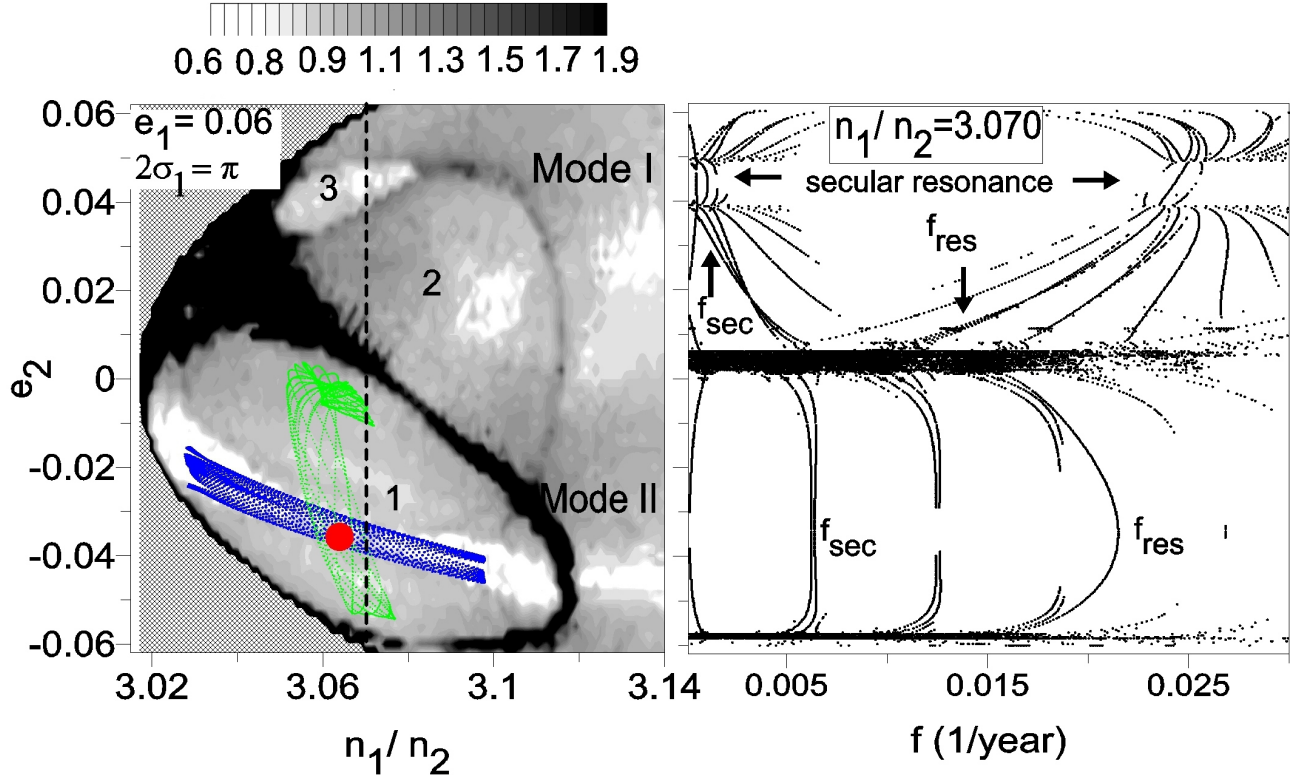 0.6 0.8 0.9 1.1 1.3 1.5 1.7 1.9
e1= 0.06
2σ1 = π
Mode I
3
2
1
Mode II
0.06
0.04
0.02
0
-0.02
-0.04
-0.06
e2
3.02 3.06 3.1 3.14
n1/ n2
n1/ n2=3.070
secular resonance
fres
fsec
fsec
fres
0.005 0.015 0.025
f (1/year)